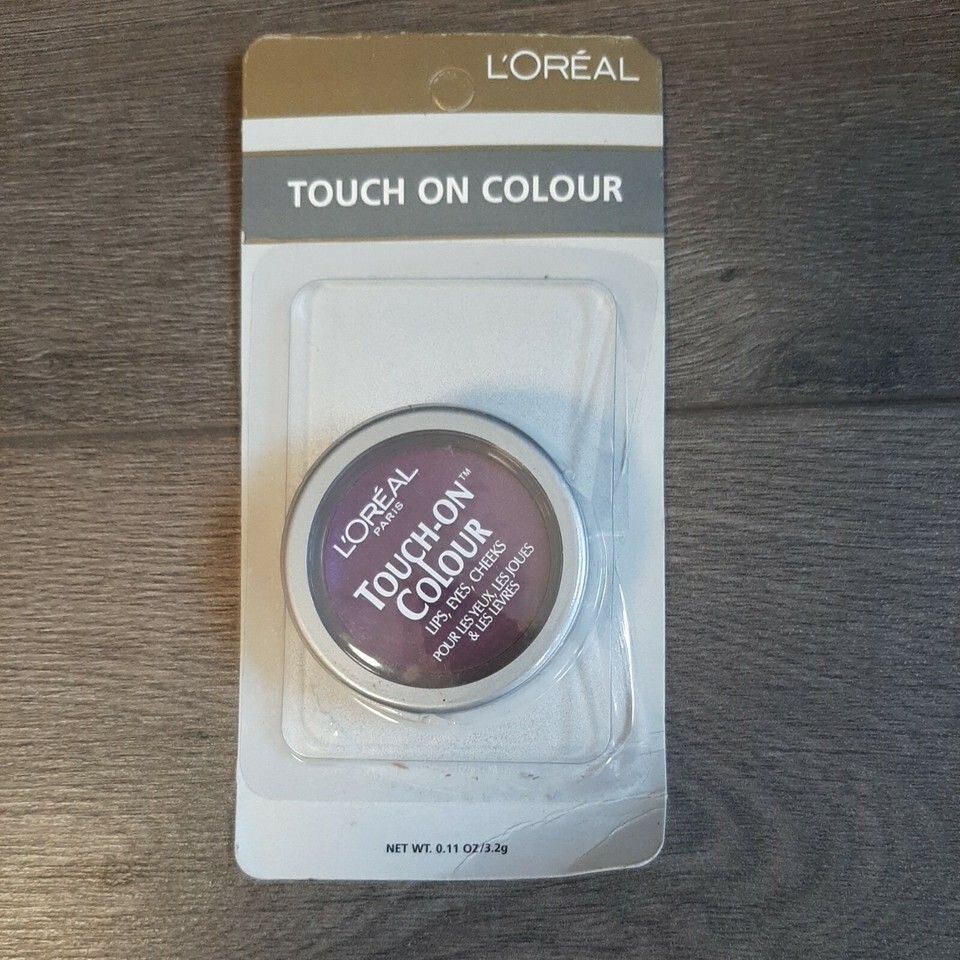 L'ORÉAL
TOUCH ON COLOUR
L'ORÉAL
PARIS
TOUCH-ON™
COLOUR
LIPS, EYES, CHEEKS
POUR LES YEUX, LES JOUES
& LES LEVRES
NET WT. 0.11 OZ/3.2g